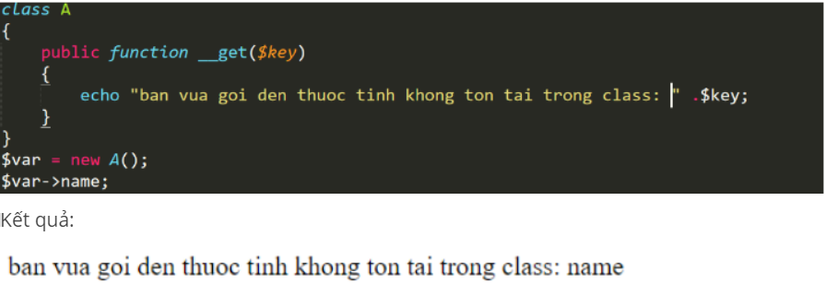 class A
{
public function __get($key)
{
echo "ban vua goi den thuoc tinh khong ton tai trong class: " .$key;
}
}
$var = new A();
$var->name;
Kết quả:
ban vua goi den thuoc tinh khong ton tai trong class: name